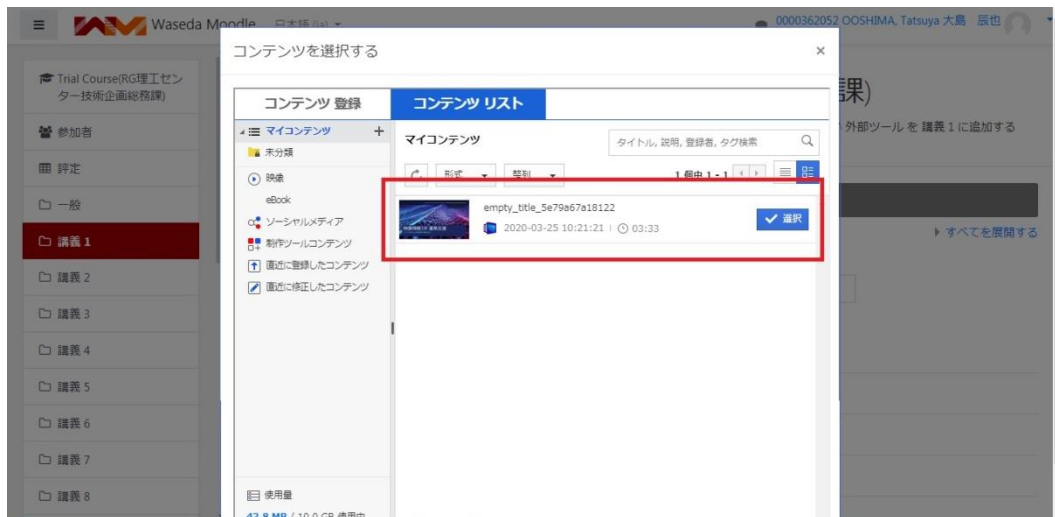 Waseda Moodle 日本語 (ja)
0000362052 OOSHIMA, Tatsuya 大島 辰也
Trial Course(RG理工セン
ター技術企画総務課)
参加者
評定
一般
講義 1
講義 2
講義 3
講義 4
講義 5
講義 6
講義 7
講義 8
課)
外部ツール を 講義 1 に追加する
すべてを展開する
コンテンツを選択する
×
コンテンツ 登録
コンテンツ リスト
マイコンテンツ +
未分類
映像
eBook
ソーシャルメディア
制作ツールコンテンツ
直近に登録したコンテンツ
直近に修正したコンテンツ
使用量
42.8 MB / 10.0 GB 使用中
マイコンテンツ
タイトル, 説明, 登録者, タグ検索
形式
整列
1 個中 1 - 1
empty_title_5e79a67a18122
2020-03-25 10:21:21 | 03:33
選択